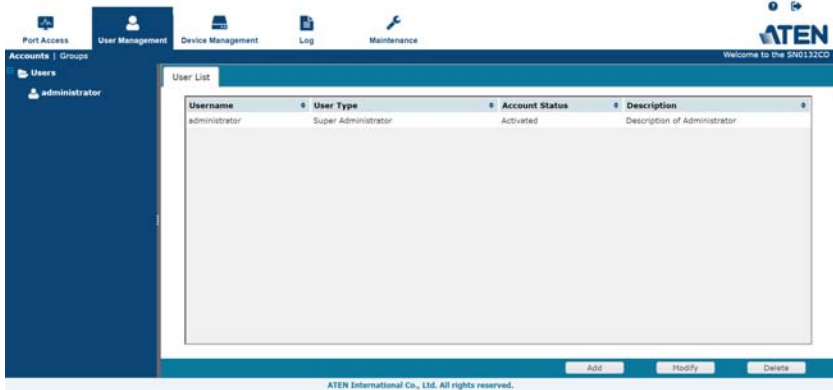 Port Access User Management Device Management Log Maintenance
ATEN
Accounts | Groups Welcome to the SN0132CO
Users
administrator
User List
Username User Type Account Status Description
administrator Super Administrator Activated Description of Administrator
Add Modify Delete
ATEN International Co., Ltd. All rights reserved.